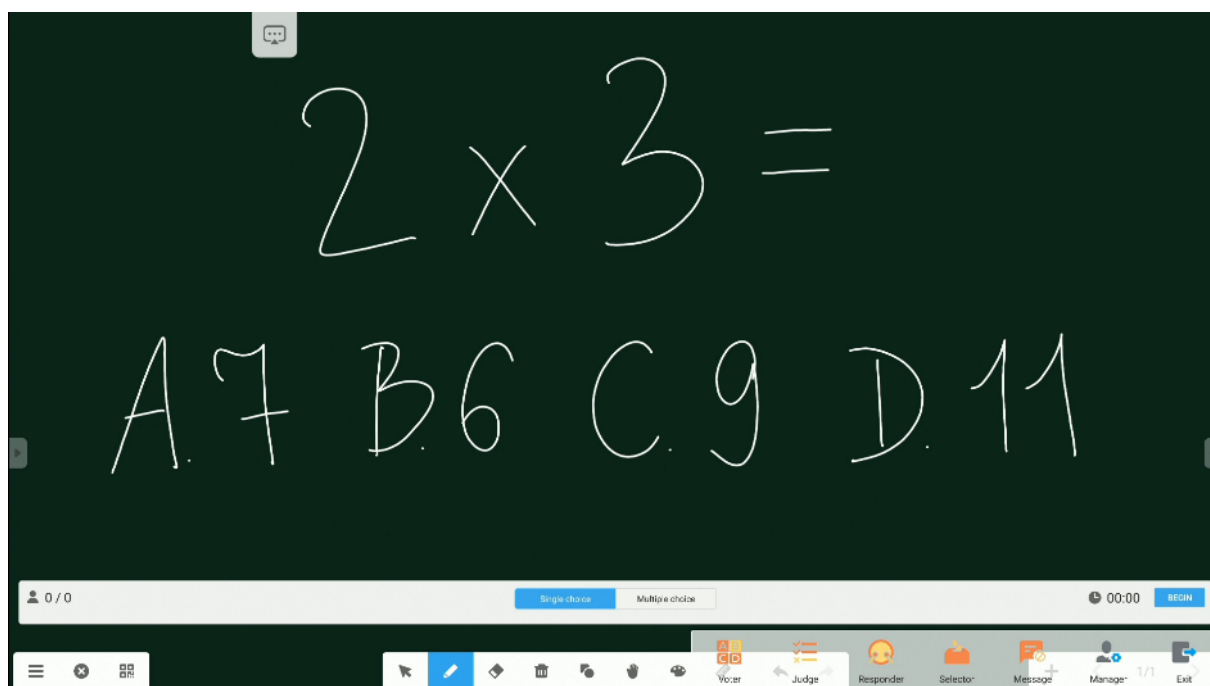 2 x 3 =
A. 7 B. 6 C. 9 D. 11
0 / 0 Single choice Multiple choice 00:00 BEGIN
A B C D
Voter Judge Responder Selector Message Manager 1/1 Exit